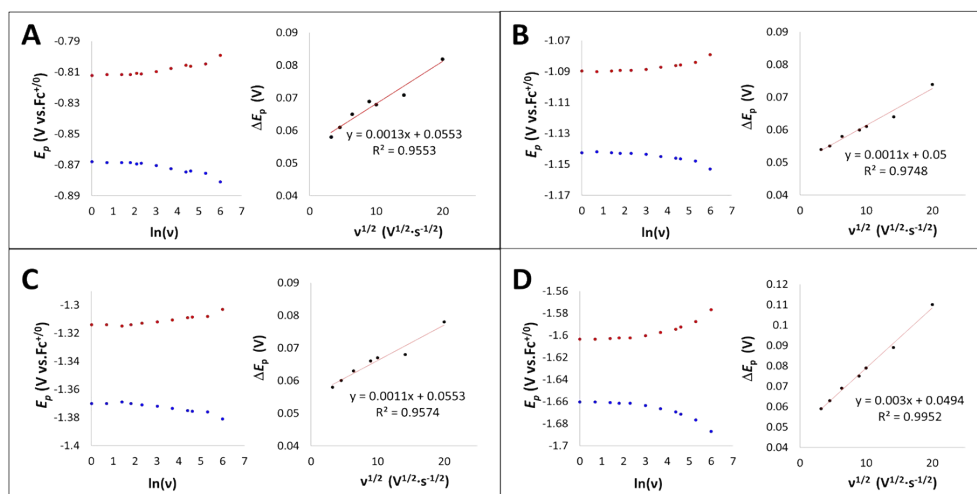 A
-0.79
-0.81
-0.83
-0.85
-0.87
-0.89
Ep (V vs.Fc+/0)
0 1 2 3 4 5 6 7
ln(ν)
0.09
0.08
0.07
0.06
0.05
0.04
ΔEp (V)
y = 0.0013x + 0.0553
R² = 0.9553
0 10 20
ν1/2 (V1/2·s-1/2)
B
-1.07
-1.09
-1.11
-1.13
-1.15
-1.17
Ep (V vs.Fc+/0)
0 1 2 3 4 5 6 7
ln(ν)
0.09
0.08
0.07
0.06
0.05
0.04
ΔEp (V)
y = 0.0011x + 0.05
R² = 0.9748
0 10 20
ν1/2 (V1/2·s-1/2)
C
-1.3
-1.32
-1.34
-1.36
-1.38
-1.4
Ep (V vs.Fc+/0)
0 1 2 3 4 5 6 7
ln(ν)
0.09
0.08
0.07
0.06
0.05
0.04
ΔEp (V)
y = 0.0011x + 0.0553
R² = 0.9574
0 10 20
ν1/2 (V1/2·s-1/2)
D
-1.56
-1.58
-1.6
-1.62
-1.64
-1.66
-1.68
-1.7
Ep (V vs.Fc+/0)
0 1 2 3 4 5 6 7
ln(ν)
0.12
0.11
0.1
0.09
0.08
0.07
0.06
0.05
0.04
ΔEp (V)
y = 0.003x + 0.0494
R² = 0.9952
0 10 20
ν1/2 (V1/2·s-1/2)